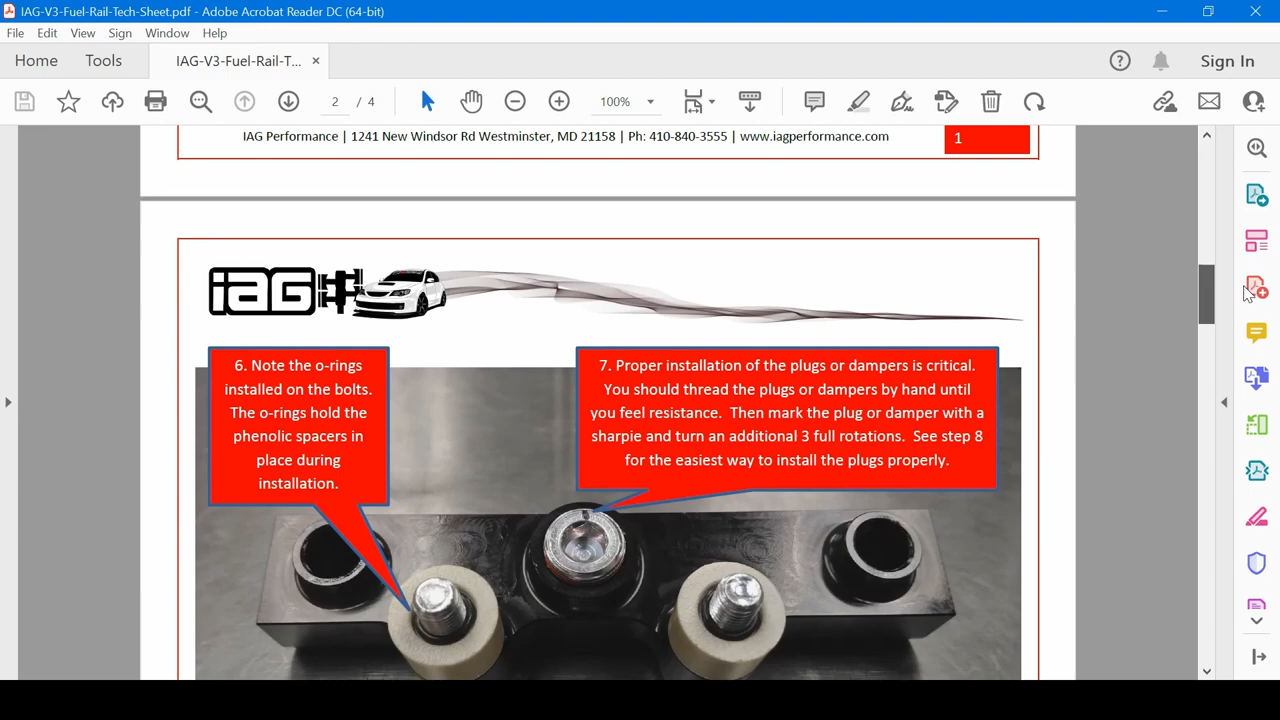 IAG-V3-Fuel-Rail-Tech-Sheet.pdf - Adobe Acrobat Reader DC (64-bit)
File Edit View Sign Window Help
Home Tools IAG-V3-Fuel-Rail-T... × Sign In
2 / 4 100%
IAG Performance | 1241 New Windsor Rd Westminster, MD 21158 | Ph: 410-840-3555 | www.iagperformance.com 1
iAG
6. Note the o-rings
installed on the bolts.
The o-rings hold the
phenolic spacers in
place during
installation.
7. Proper installation of the plugs or dampers is critical.
You should thread the plugs or dampers by hand until
you feel resistance. Then mark the plug or damper with a
sharpie and turn an additional 3 full rotations. See step 8
for the easiest way to install the plugs properly.